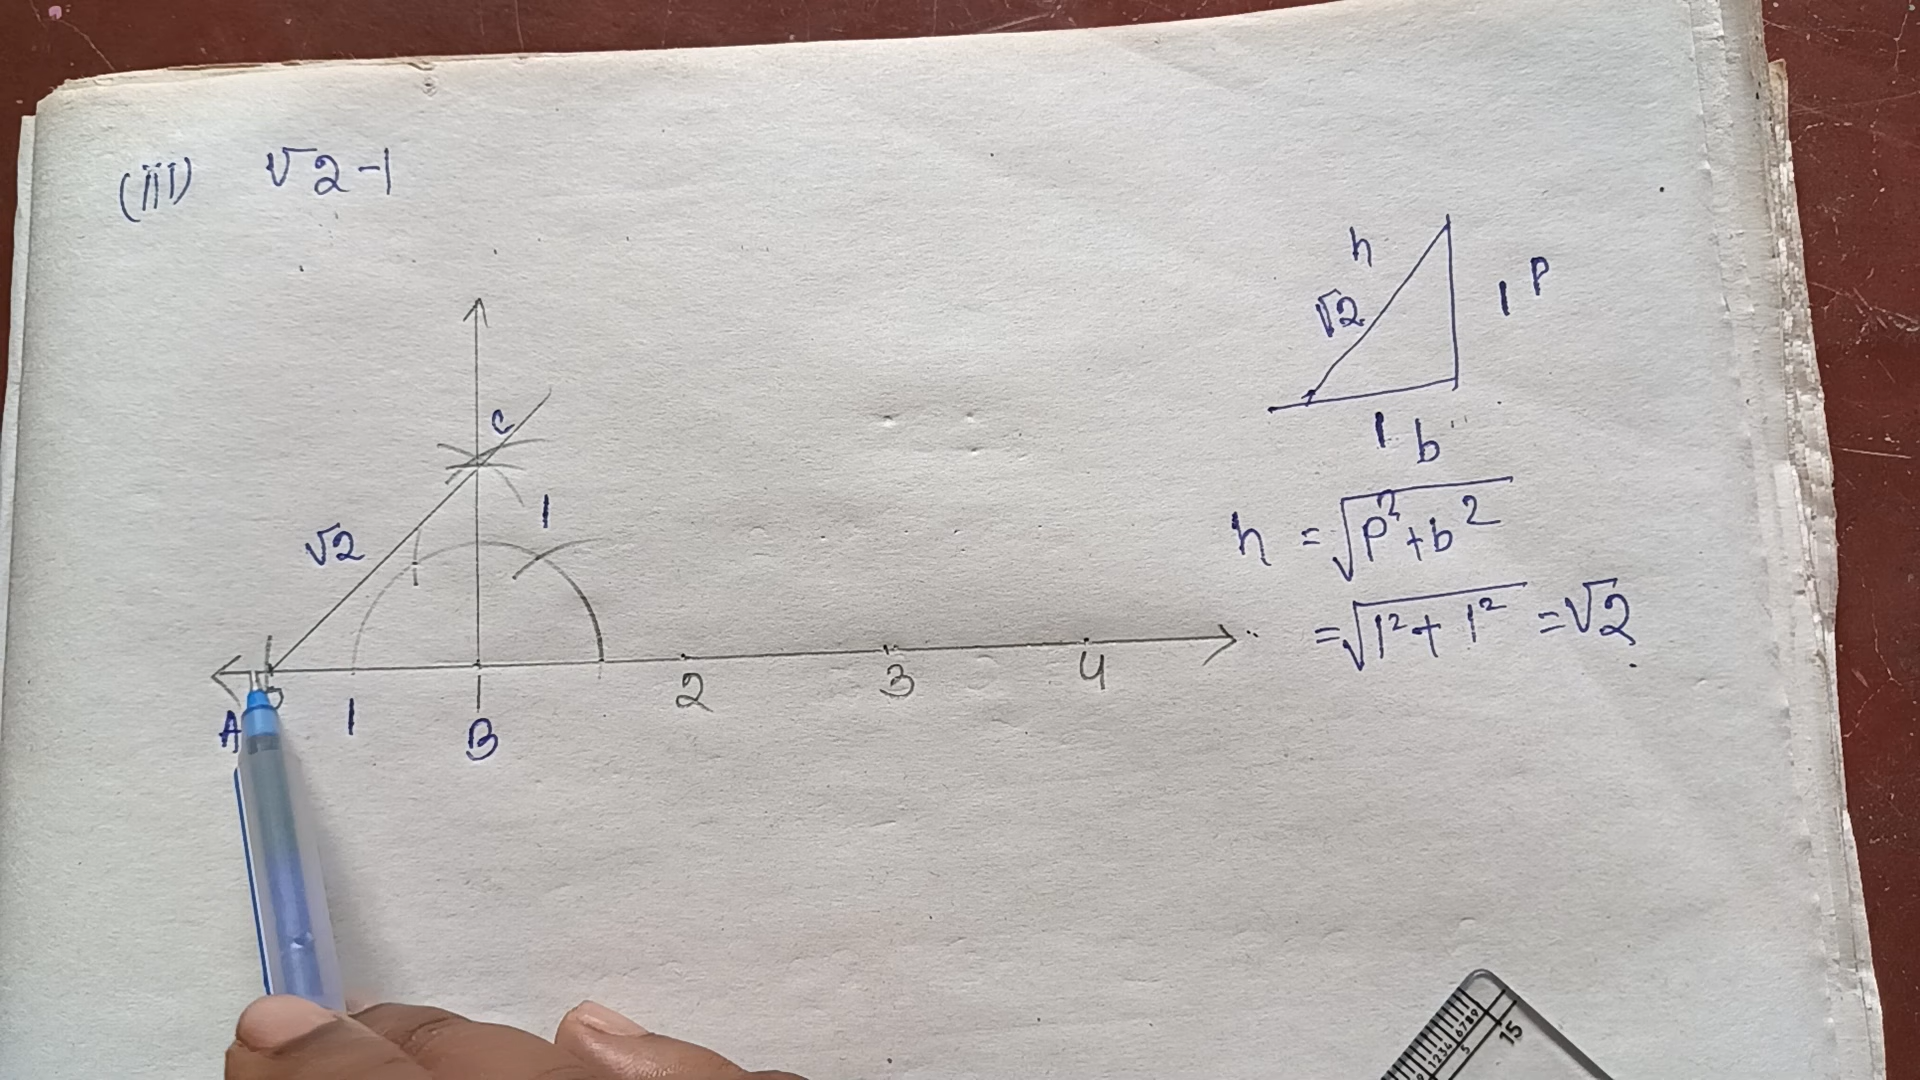 (iii) √2-1
h
√2
1 P
1 b
C
1
√2
h = √p²+b²
= √1²+1² = √2
2 3 4
A 1 B
15